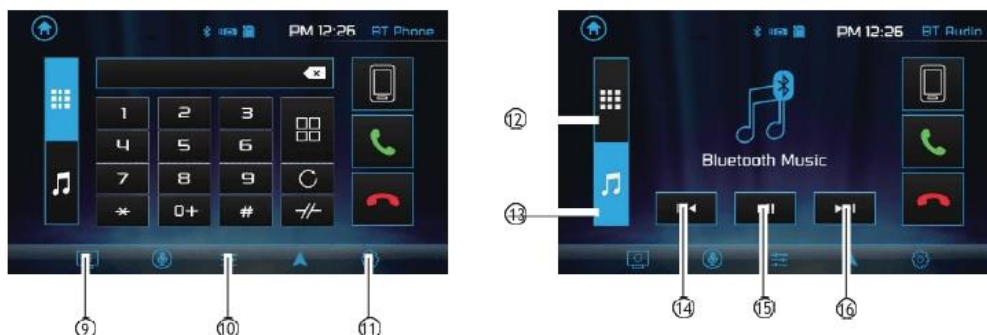 PM 12:26 BT Phone
1 2 3
4 5 6
7 8 9
* 0+ #
⑨ ⑩ ⑪
PM 12:26 BT Audio
⑫
Bluetooth Music
⑬
⑭ ⑮ ⑯